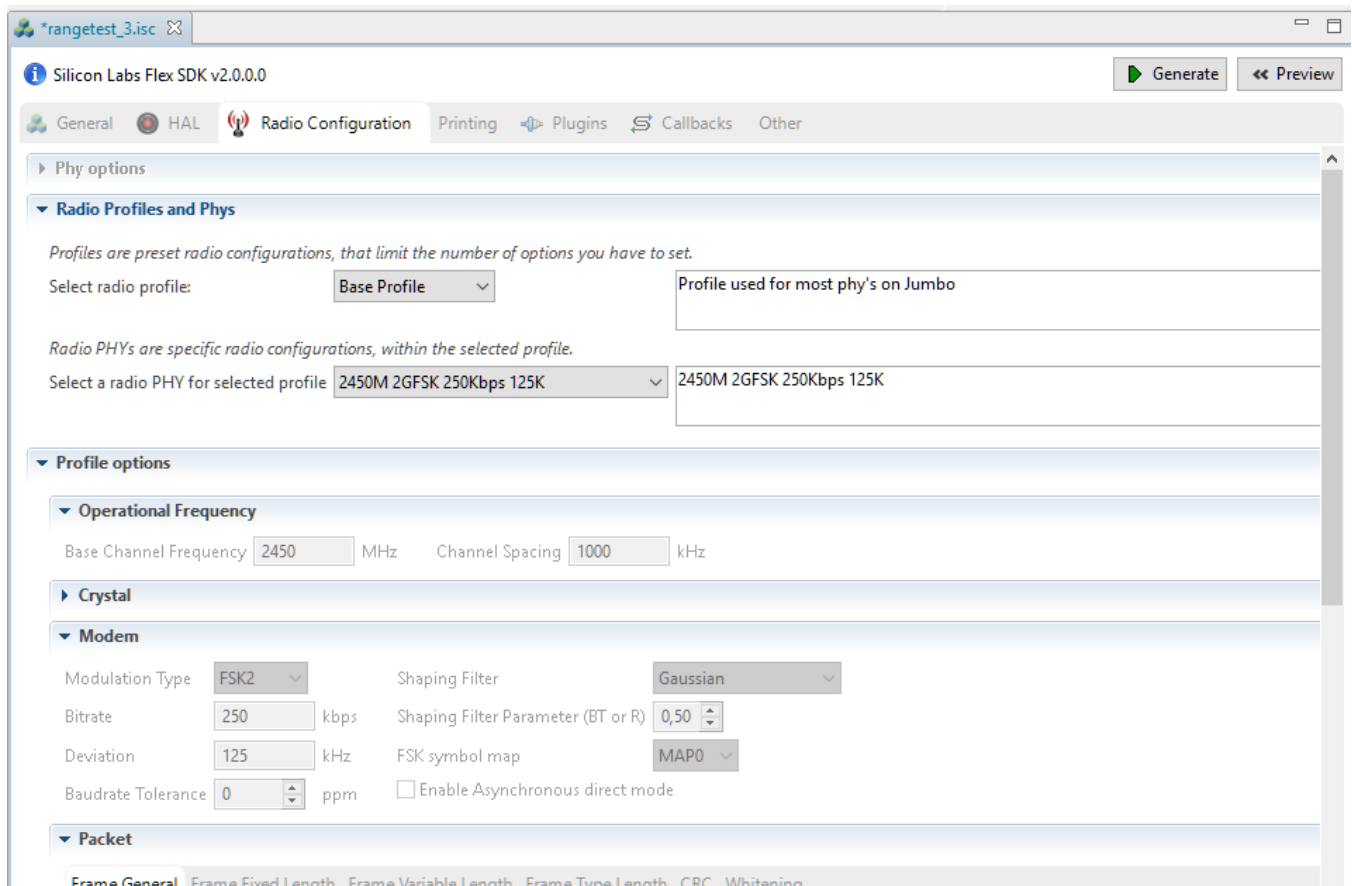 *rangetest_3.isc
Silicon Labs Flex SDK v2.0.0.0 Generate Preview
General HAL Radio Configuration Printing Plugins Callbacks Other
Phy options
Radio Profiles and Phys
Profiles are preset radio configurations, that limit the number of options you have to set.
Select radio profile: Base Profile Profile used for most phy's on Jumbo
Radio PHYs are specific radio configurations, within the selected profile.
Select a radio PHY for selected profile 2450M 2GFSK 250Kbps 125K 2450M 2GFSK 250Kbps 125K
Profile options
Operational Frequency
Base Channel Frequency 2450 MHz Channel Spacing 1000 kHz
Crystal
Modem
Modulation Type FSK2 Shaping Filter Gaussian
Bitrate 250 kbps Shaping Filter Parameter (BT or R) 0,50
Deviation 125 kHz FSK symbol map MAP0
Baudrate Tolerance 0 ppm Enable Asynchronous direct mode
Packet
Frame General Frame Fixed Length Frame Variable Length Frame Type Length CRC Whitening